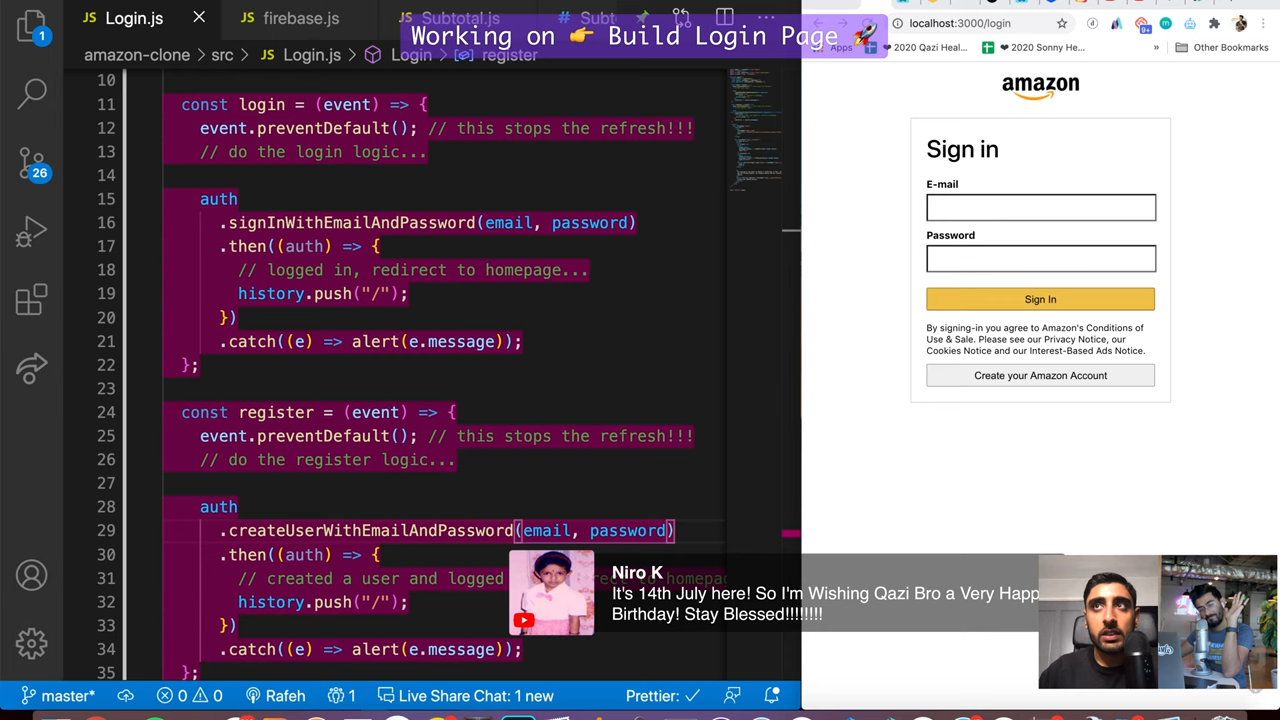 Login.js
firebase.js
Subtotal.js
# Subt
Working on 👉 Build Login Page 🚀
src > JS Login.js > Login > register
10
11 const login = (event) => {
12 event.preventDefault(); // this stops the refresh!!!
13 do the login logic...
14
15 auth
16 .signInWithEmailAndPassword(email, password)
17 .then((auth) => {
18 // logged in, redirect to homepage...
19 history.push("/");
20 })
21 .catch((e) => alert(e.message));
22 };
23
24 const register = (event) => {
25 event.preventDefault(); // this stops the refresh!!!
26 // do the register logic...
27
28 auth
29 .createUserWithEmailAndPassword(email, password)
30 .then((auth) => {
31 // created a user and logged
32 history.push("/");
33 })
34 .catch((e) => alert(e.message));
35 };
1
26
master*
0
0
Rafeh
1
Live Share Chat: 1 new
Prettier: ✓
localhost:3000/login
9+
Apps
2020 Qazi Heal...
2020 Sonny He...
»
Other Bookmarks
amazon
Sign in
E-mail
Password
Sign In
By signing-in you agree to Amazon's Conditions of
Use & Sale. Please see our Privacy Notice, our
Cookies Notice and our Interest-Based Ads Notice.
Create your Amazon Account
Niro K
It's 14th July here! So I'm Wishing Qazi Bro a Very Happ
Birthday! Stay Blessed!!!!!!!!